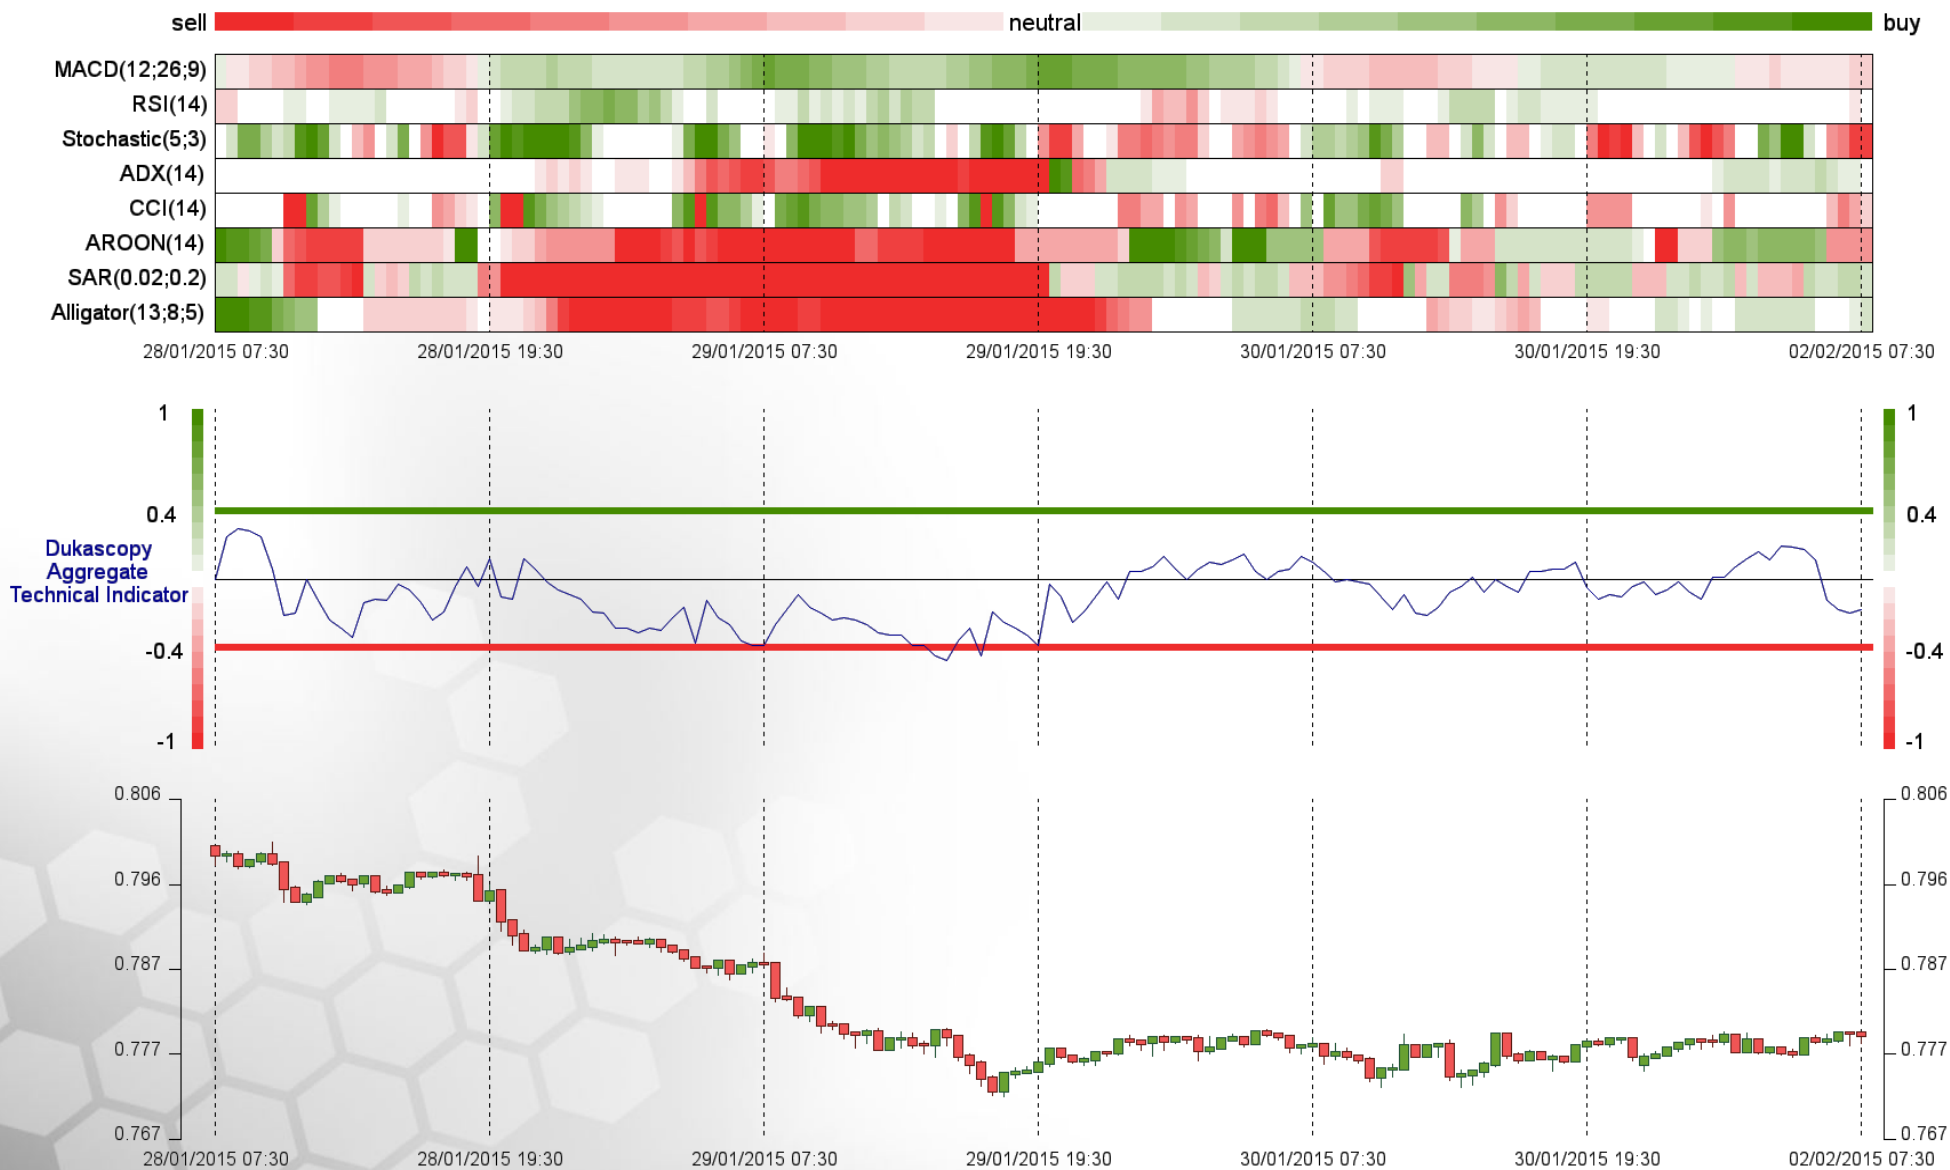 sell neutral buy
MACD(12;26;9)
RSI(14)
Stochastic(5;3)
ADX(14)
CCI(14)
AROON(14)
SAR(0.02;0.2)
Alligator(13;8;5)
28/01/2015 07:30 28/01/2015 19:30 29/01/2015 07:30 29/01/2015 19:30 30/01/2015 07:30 30/01/2015 19:30 02/02/2015 07:30
1 1
0.4 0.4
Dukascopy
Aggregate
Technical Indicator
-0.4 -0.4
-1 -1
0.806 0.806
0.796 0.796
0.787 0.787
0.777 0.777
0.767 0.767
28/01/2015 07:30 28/01/2015 19:30 29/01/2015 07:30 29/01/2015 19:30 30/01/2015 07:30 30/01/2015 19:30 02/02/2015 07:30